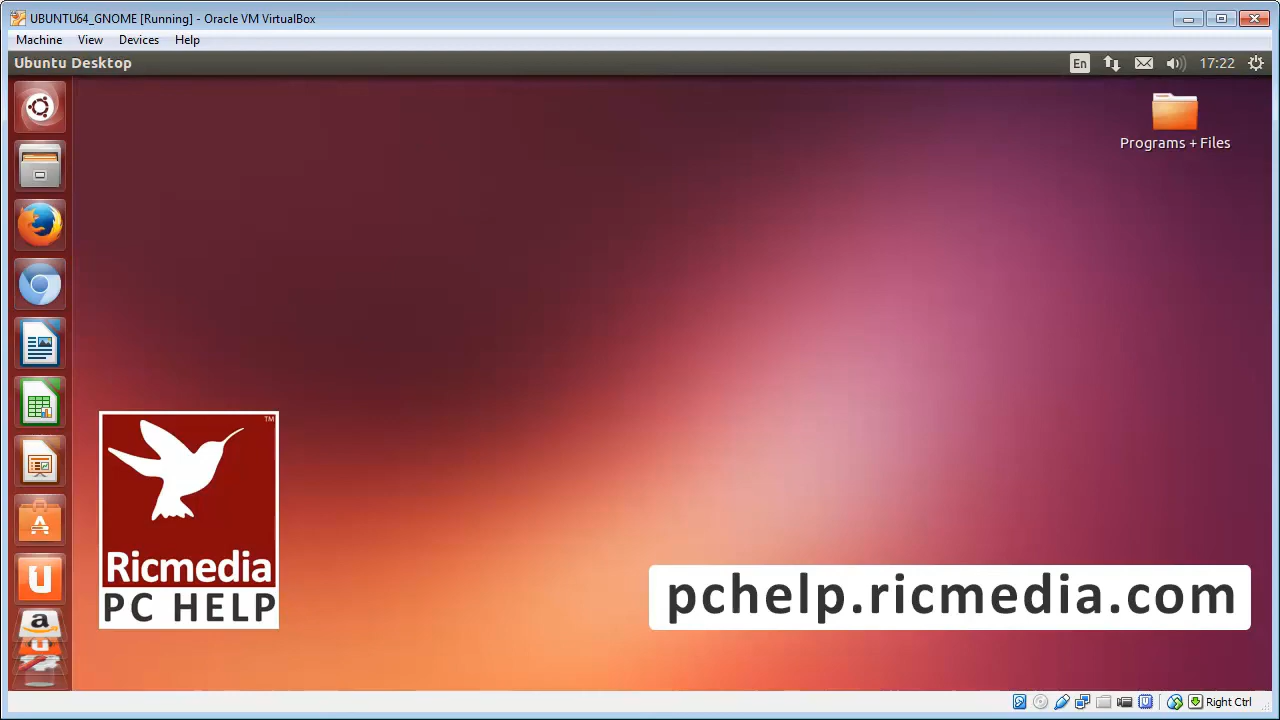 UBUNTU64_GNOME [Running] - Oracle VM VirtualBox
Machine View Devices Help
Ubuntu Desktop
En
17:22
Programs + Files
TM
Ricmedia
PC HELP
pchelp.ricmedia.com
Right Ctrl